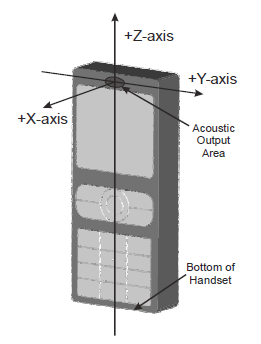 +Z-axis
+Y-axis
+X-axis
Acoustic
Output
Area
Bottom of
Handset